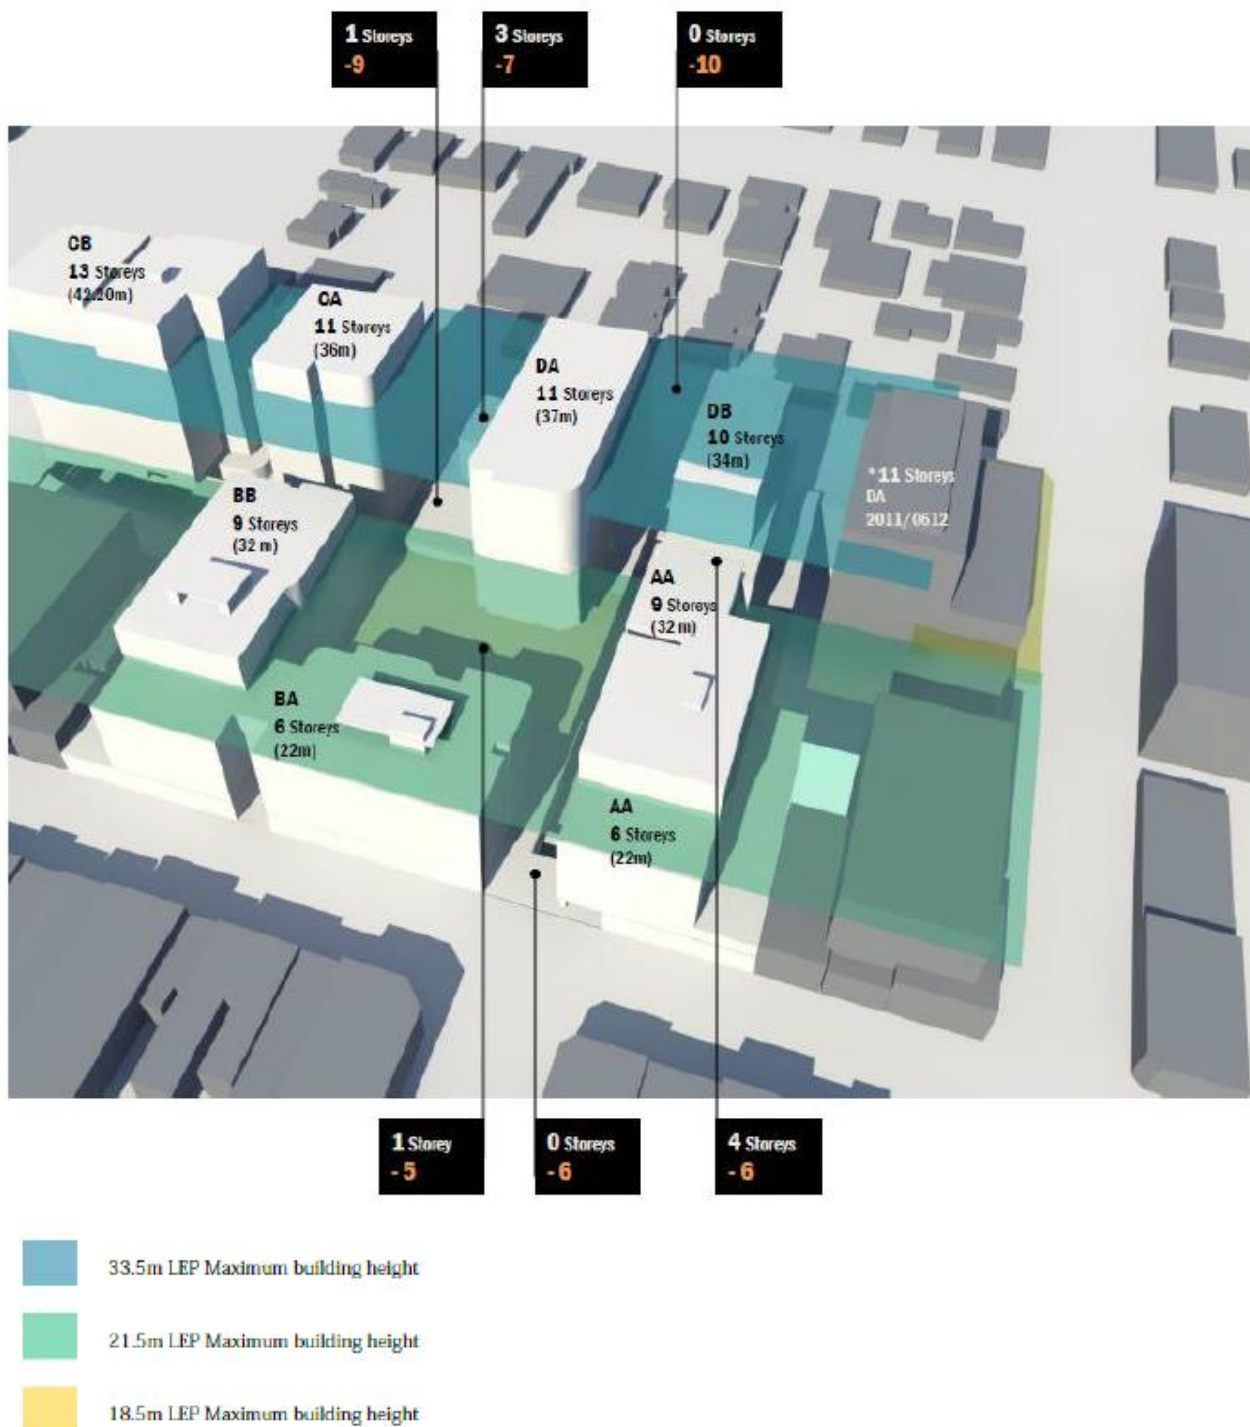 1 Storeys
-9
3 Storeys
-7
0 Storeys
-10
CB
13 Storeys
(42.20m)
CA
11 Storeys
(36m)
DA
11 Storeys
(37m)
DB
10 Storeys
(34m)
*11 Storeys
DA
2011/0612
BB
9 Storeys
(32 m)
AA
9 Storeys
(32 m)
BA
6 Storeys
(22m)
AA
6 Storeys
(22m)
1 Storey
- 5
0 Storeys
- 6
4 Storeys
- 6
33.5m LEP Maximum building height
21.5m LEP Maximum building height
18.5m LEP Maximum building height